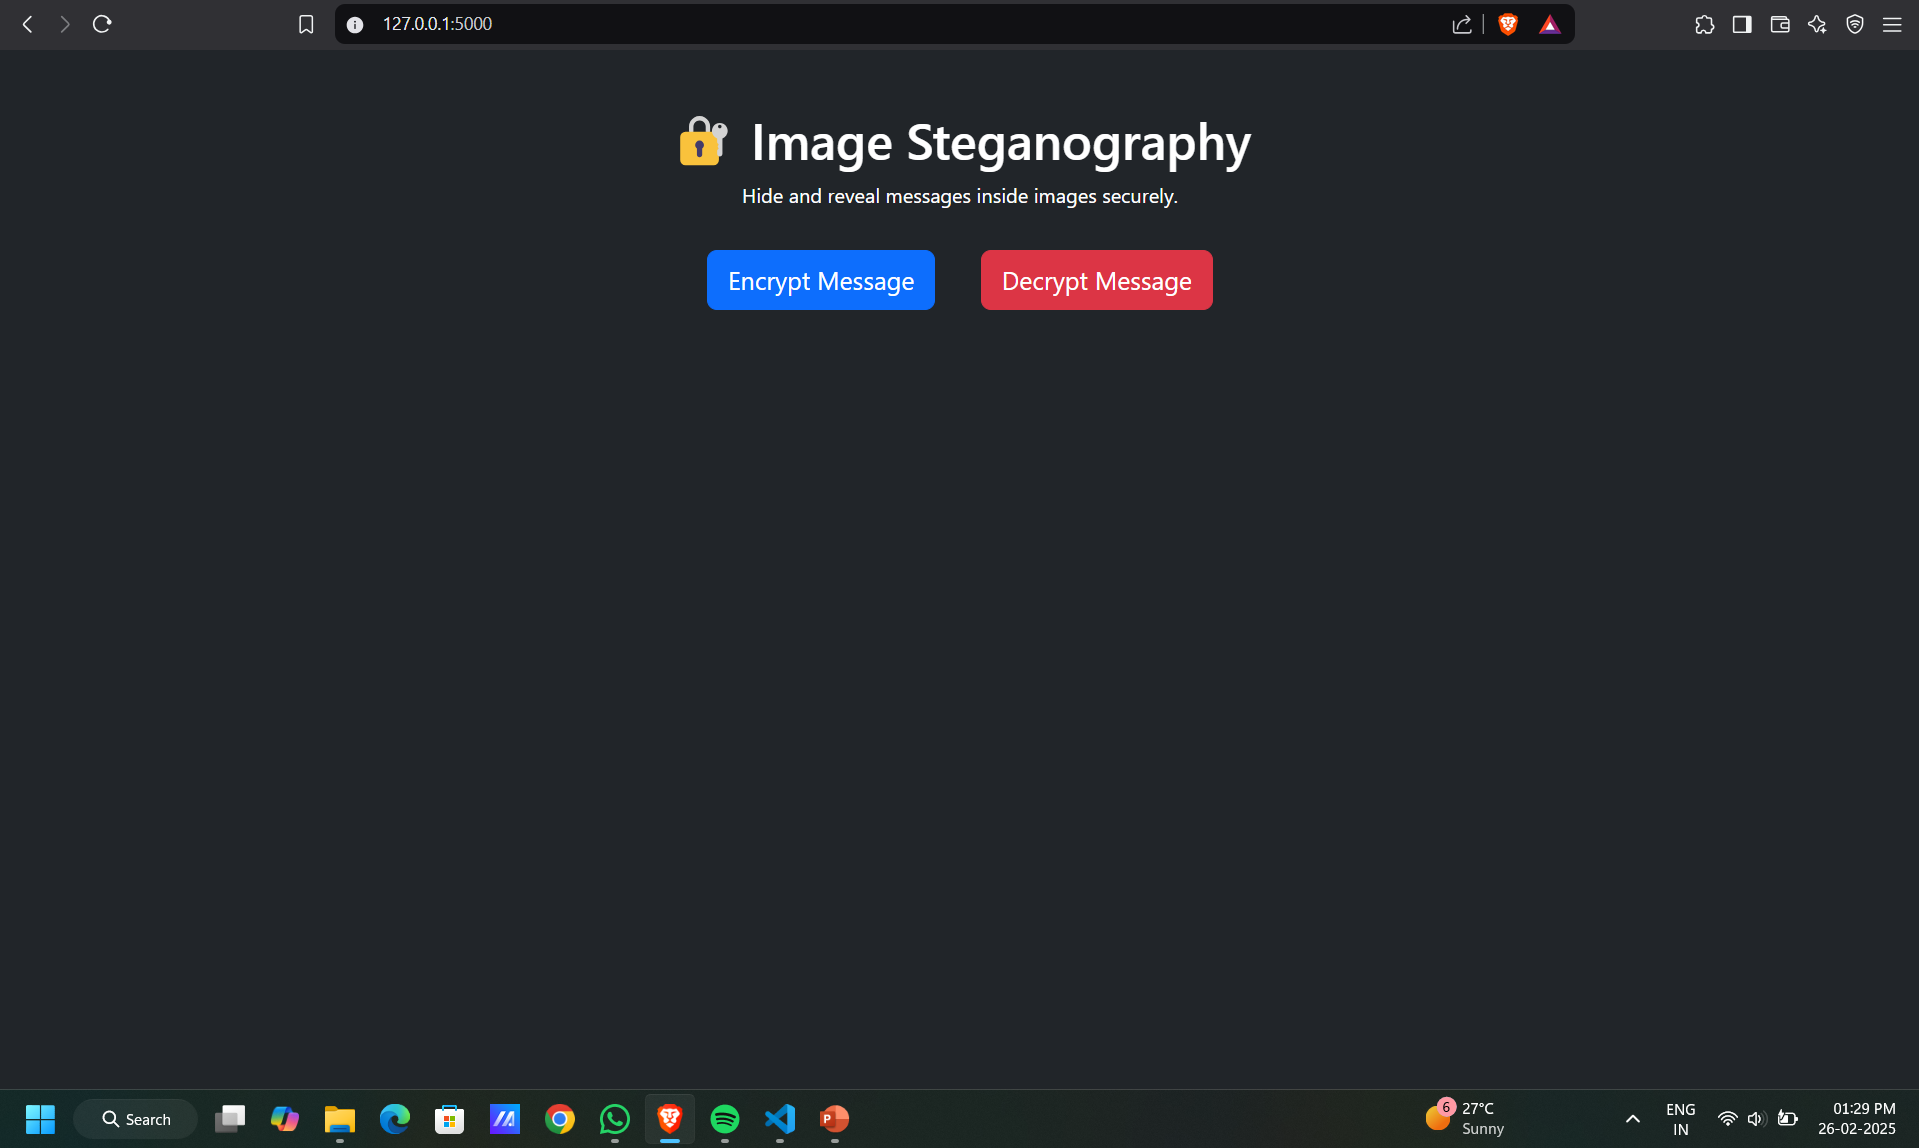 127.0.0.1:5000
Image Steganography
Hide and reveal messages inside images securely.
Encrypt Message
Decrypt Message
Search
P
6
27°C
Sunny
ENG
IN
01:29 PM
26-02-2025